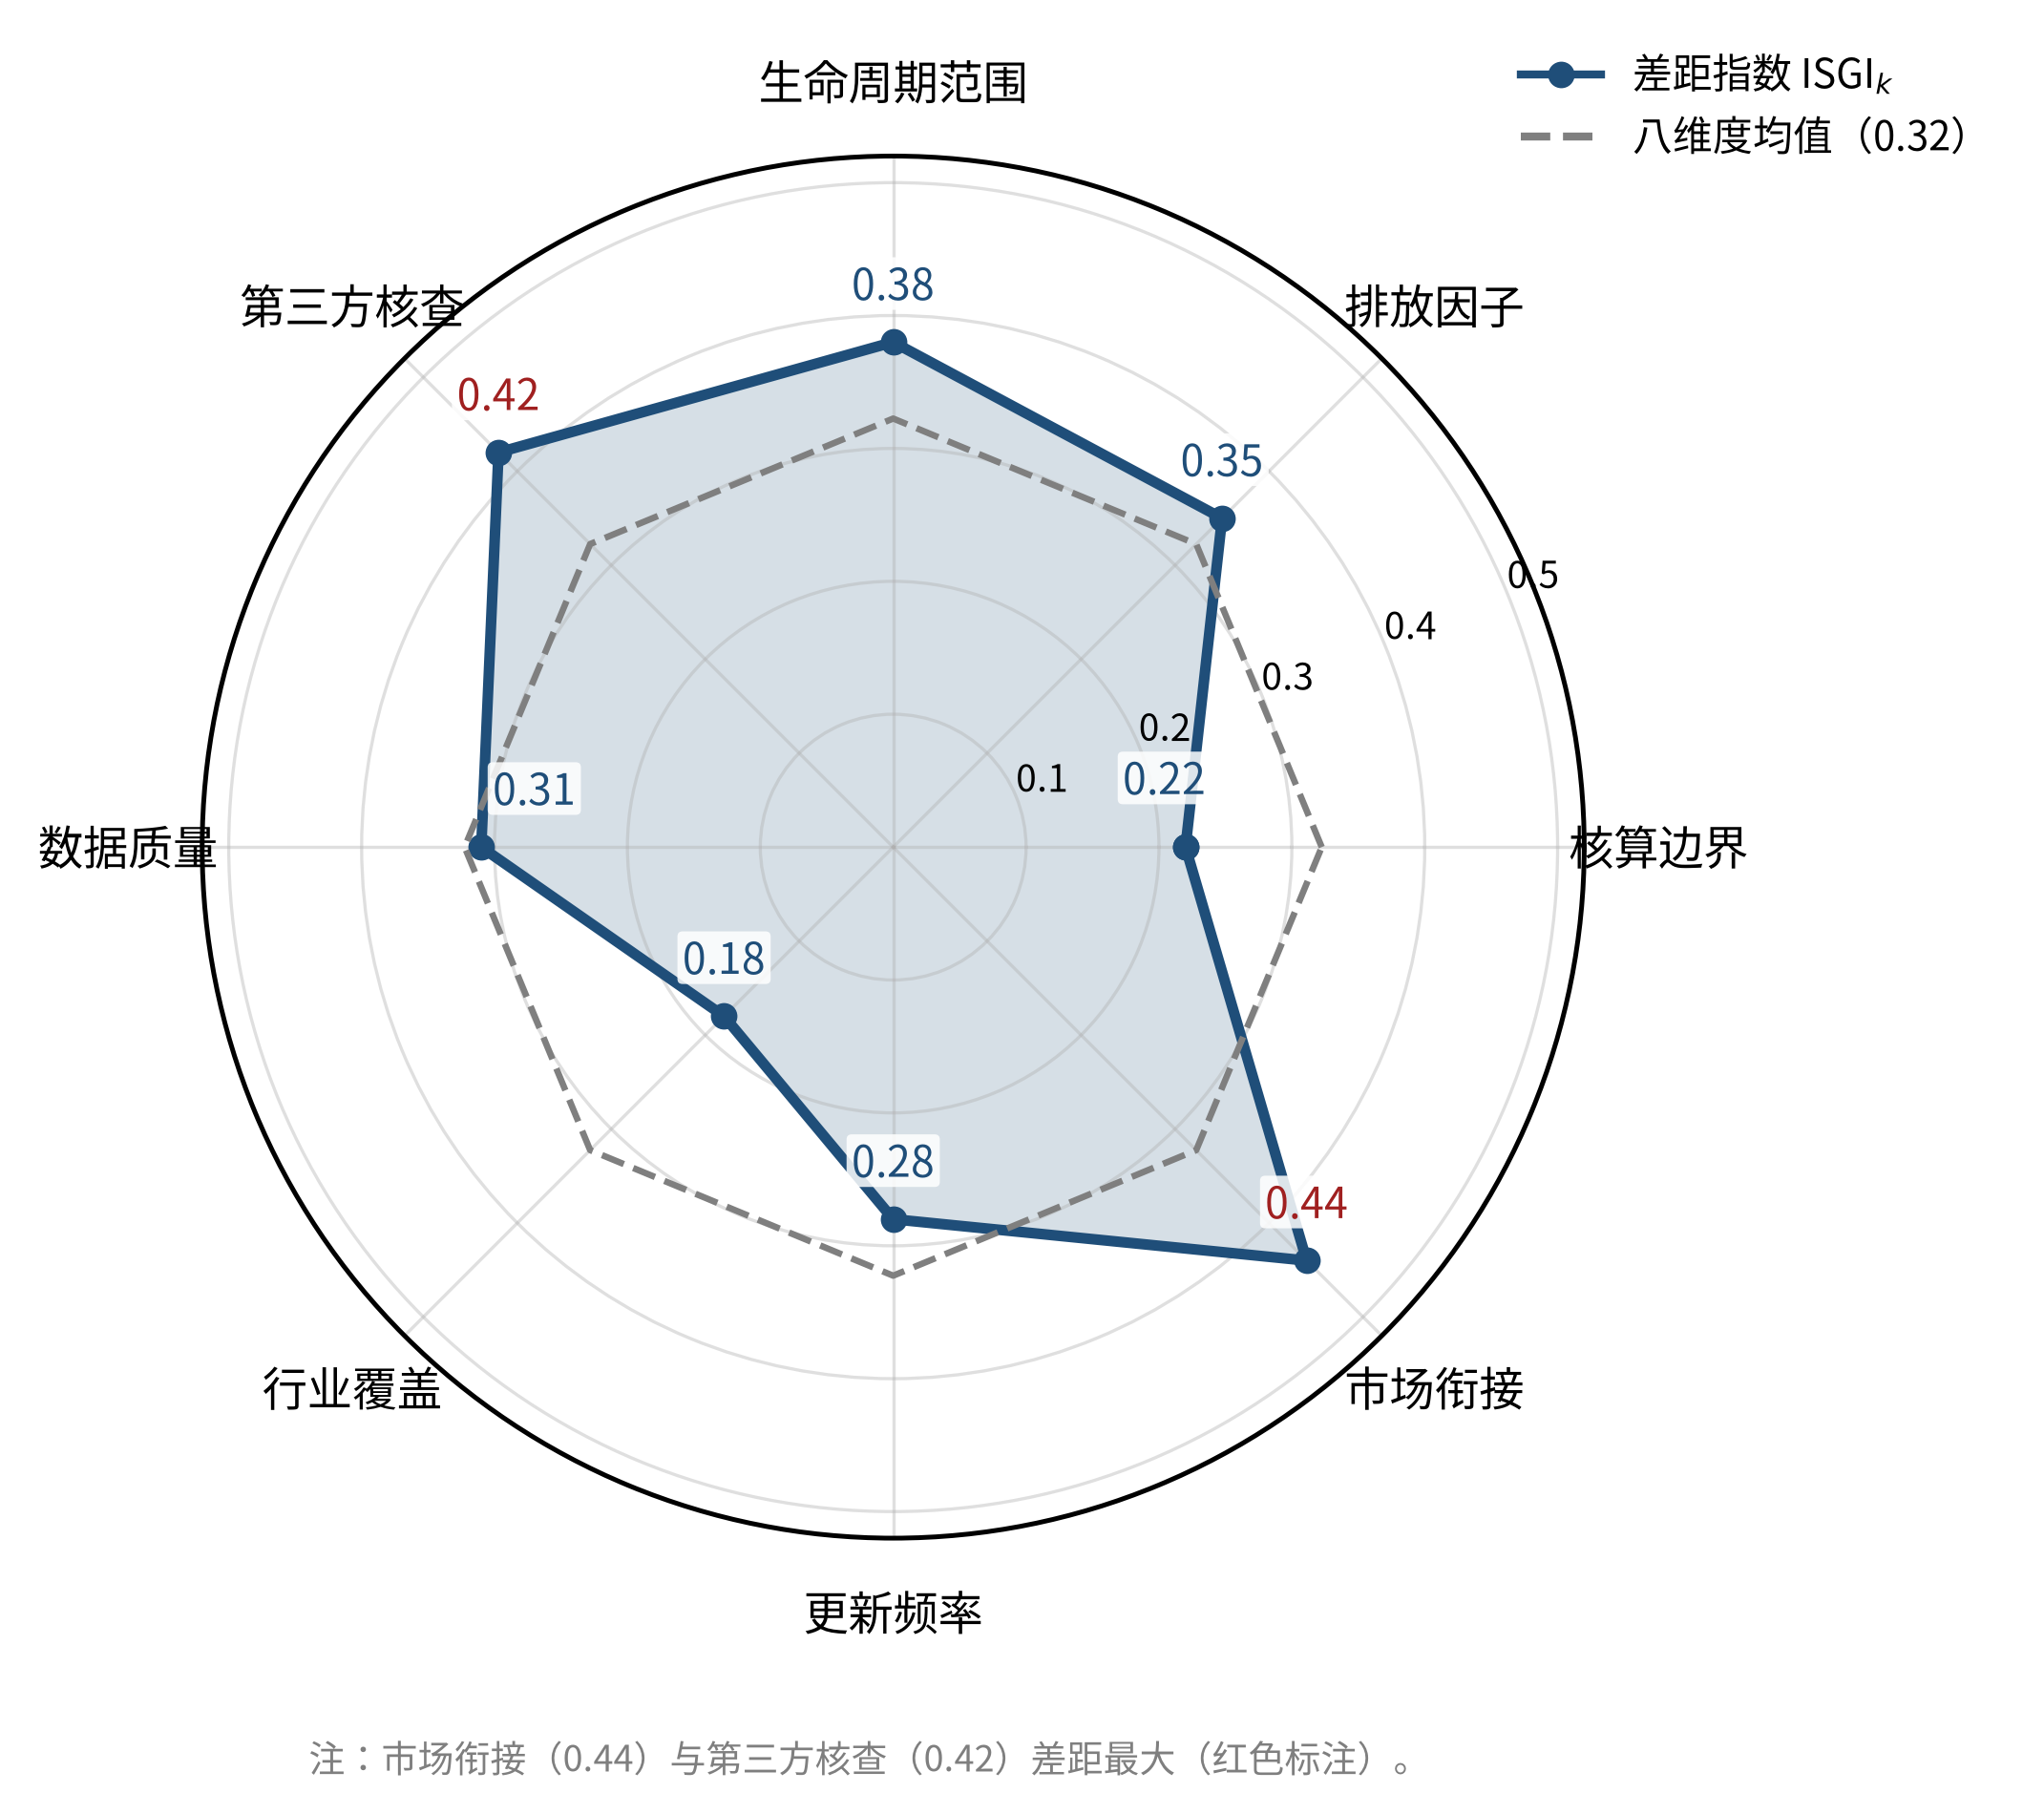 生命周期范围
差距指数 ISGIk
八维度均值（0.32）
第三方核查
0.38
排放因子
0.42
0.35
0.5
0.4
0.3
0.2
0.1
0.22
0.31
数据质量
核算边界
0.18
0.28
0.44
行业覆盖
市场衔接
更新频率
注：市场衔接（0.44）与第三方核查（0.42）差距最大（红色标注）。